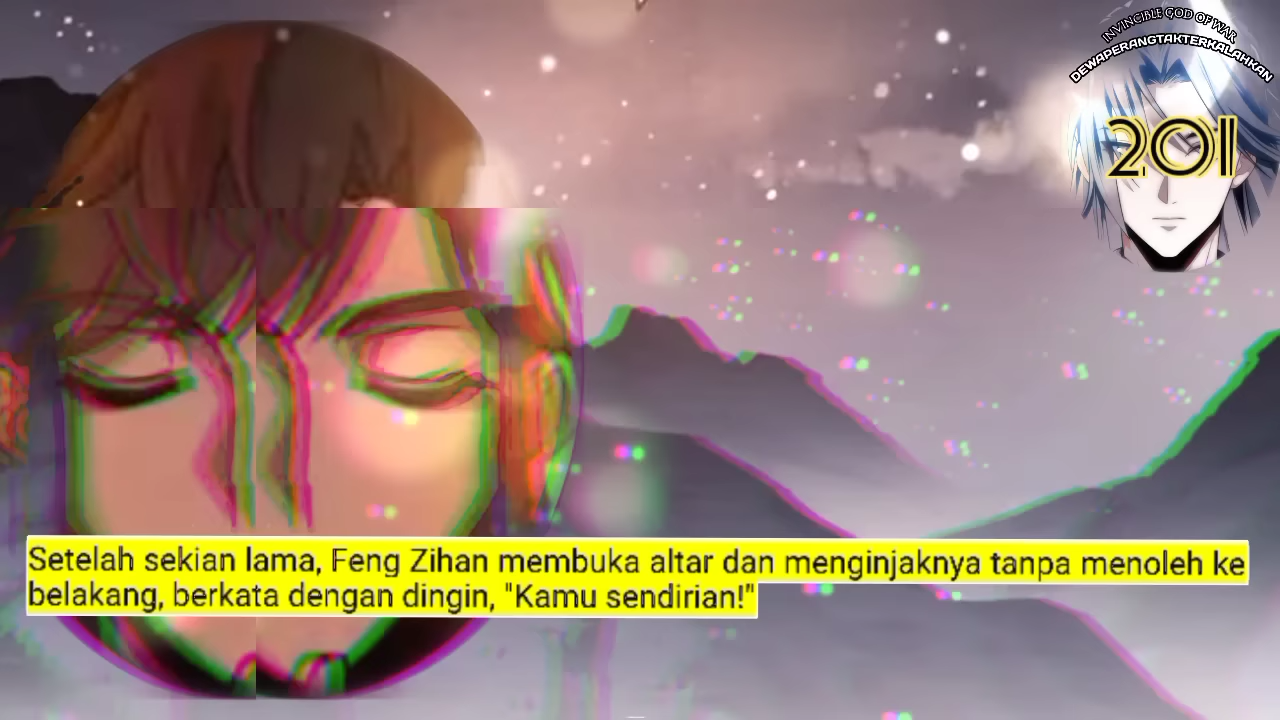 INVINCIBLE GOD OF WAR
DEWAPERANGTAKTERKALAHKAN
201
Setelah sekian lama, Feng Zihan membuka altar dan menginjaknya tanpa menoleh ke
belakang, berkata dengan dingin, "Kamu sendirian!"